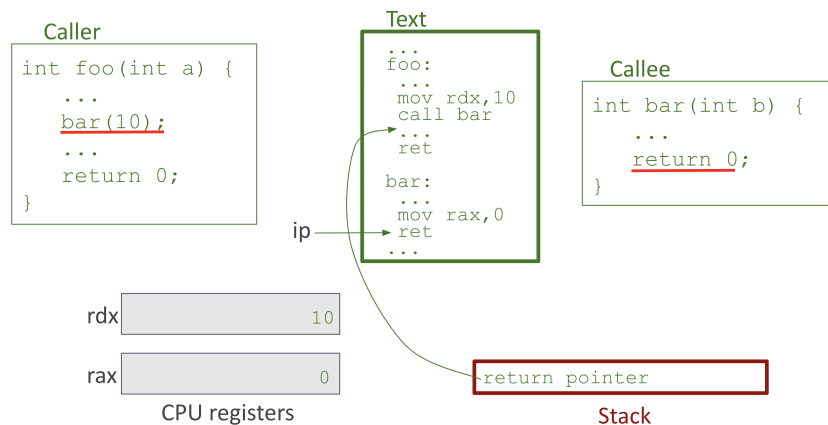 Caller
int foo(int a) {
...
bar(10);
...
return 0;
}
Text
...
foo:
...
mov rdx,10
call bar
...
ret
bar:
...
mov rax,0
ret
...
ip
Callee
int bar(int b) {
...
return 0;
}
rdx
10
rax
0
CPU registers
return pointer
Stack